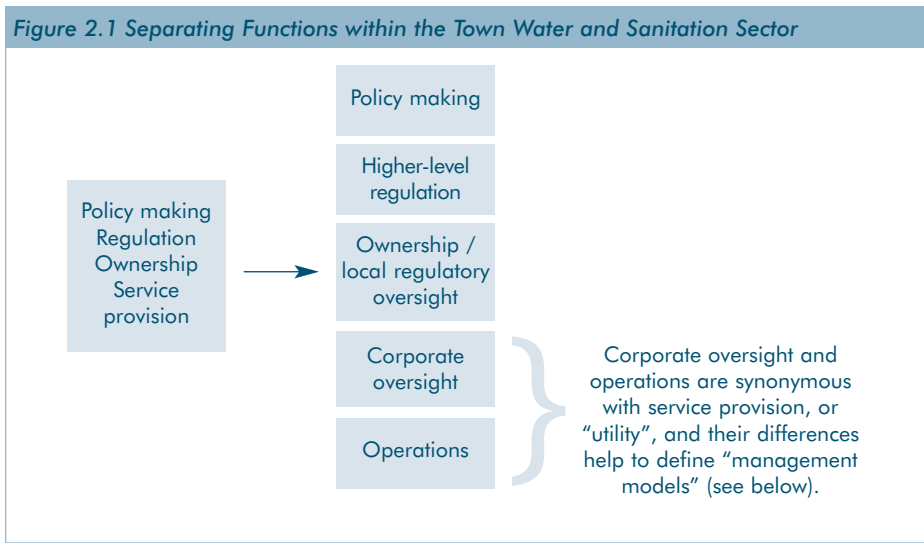 Figure 2.1 Separating Functions within the Town Water and Sanitation Sector
Policy making
Regulation
Ownership
Service
provision
Policy making
Higher-level
regulation
Ownership /
local regulatory
oversight
Corporate
oversight
Operations
Corporate oversight and
operations are synonymous
with service provision, or
“utility”, and their differences
help to define “management
models” (see below).